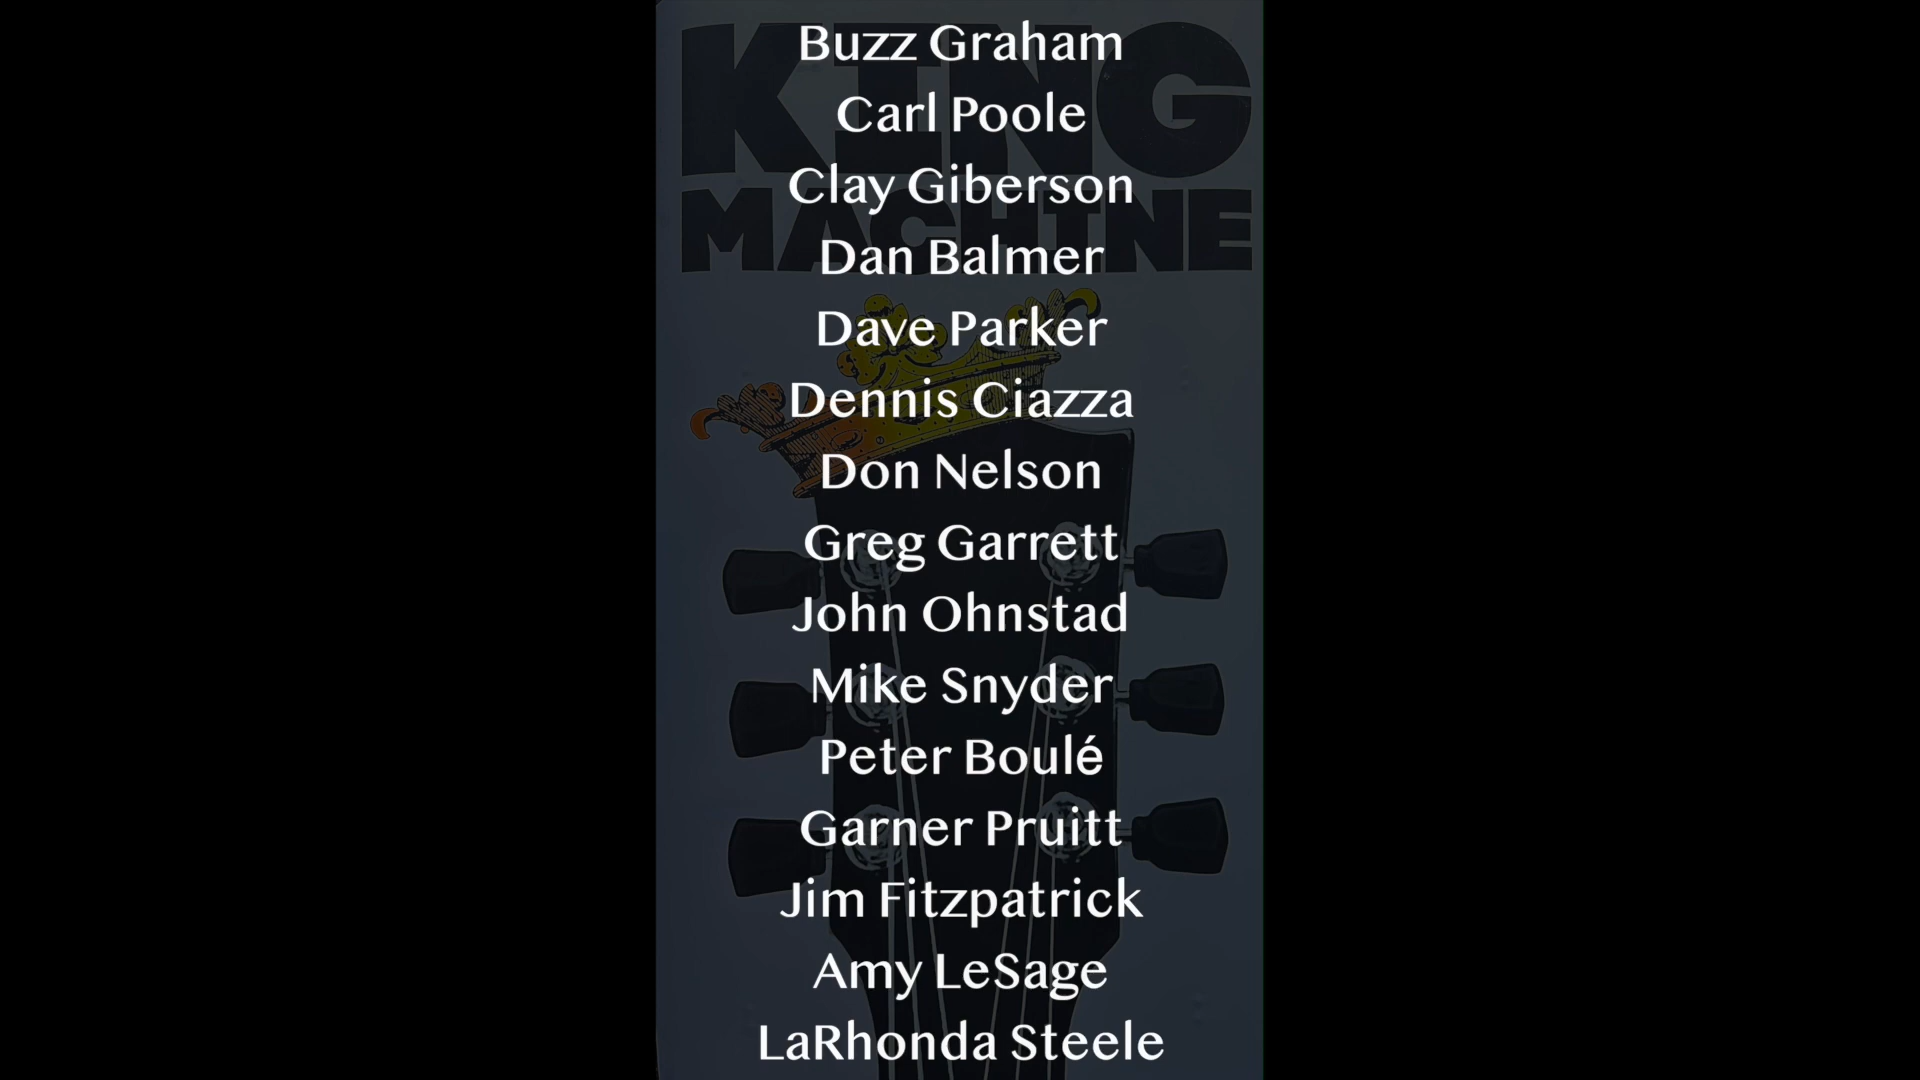 KING
MACHINE
Buzz Graham
Carl Poole
Clay Giberson
Dan Balmer
Dave Parker
Dennis Ciazza
Don Nelson
Greg Garrett
John Ohnstad
Mike Snyder
Peter Boulé
Garner Pruitt
Jim Fitzpatrick
Amy LeSage
LaRhonda Steele